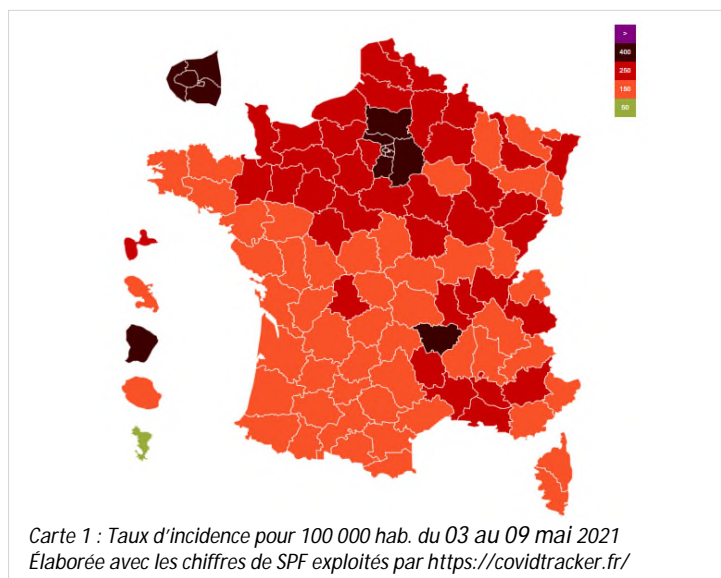 >
400
250
150
50
Carte 1 : Taux d'incidence pour 100 000 hab. du 03 au 09 mai 2021
Élaborée avec les chiffres de SPF exploités par https://covidtracker.fr/